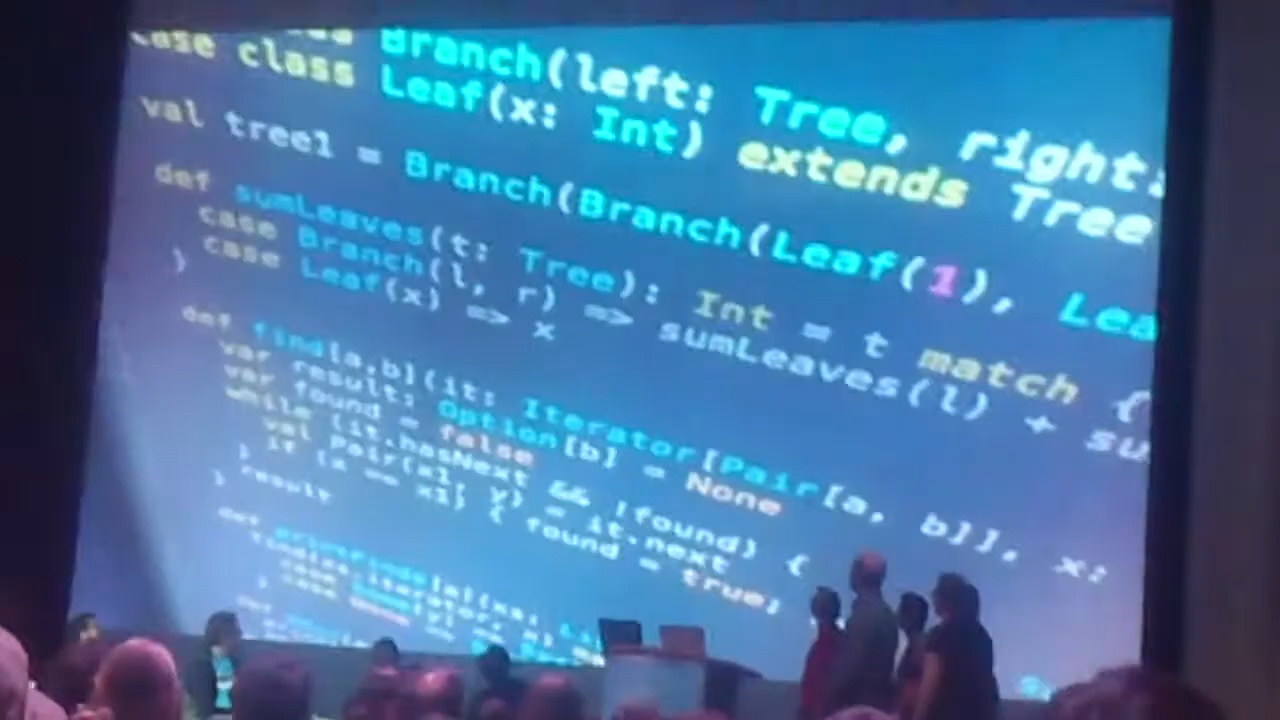 Branch(left: Tree, right:
case class Leaf(x: Int) extends Tree
val tree1 = Branch(Branch(Leaf(1), Lea
def sumLeaves(t: Tree): Int = t match {
case Branch(l, r) => sumLeaves(l) + su
case Leaf(x) => x
}
def find[a,b](it: Iterator[Pair[a, b]], x:
var result: Option[b] = None
var found = false
while (it.hasNext && !found) {
val Pair(x1, y) = it.next
if (x == x1) { found = true;
}
result
}
def